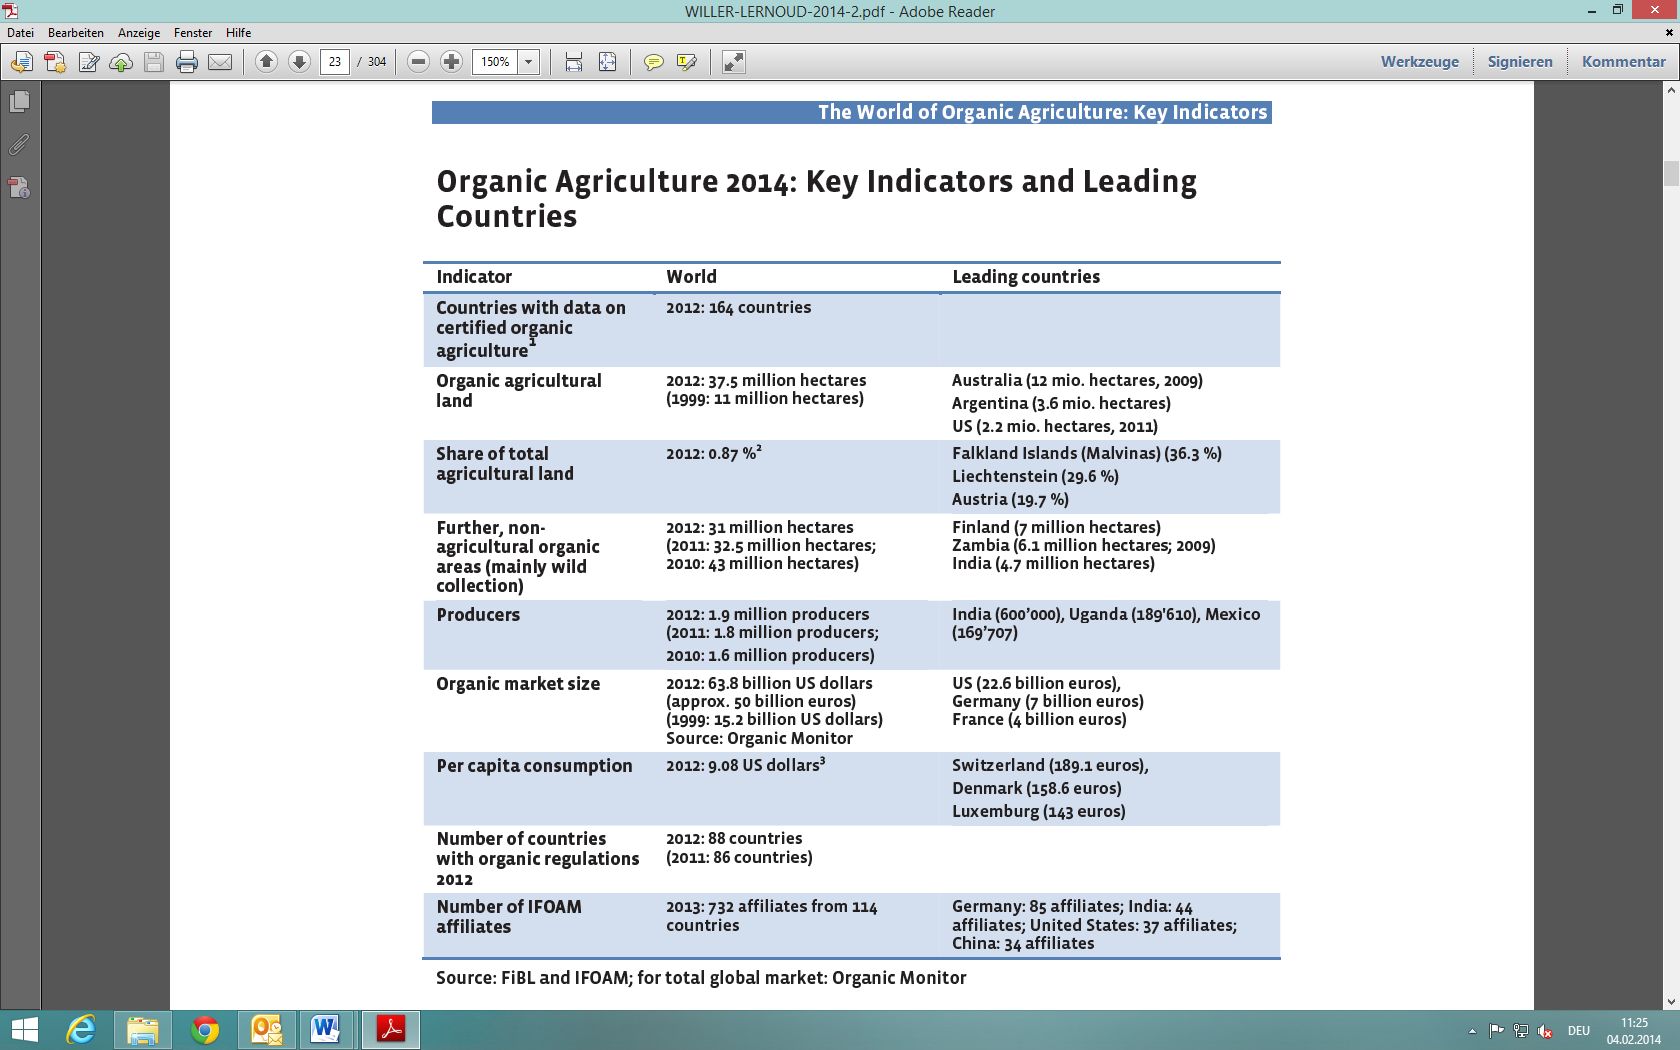 WILLER-LERNOUD-2014-2.pdf - Adobe Reader
Datei Bearbeiten Anzeige Fenster Hilfe
23 / 304 150% Werkzeuge Signieren Kommentar
The World of Organic Agriculture: Key Indicators
Organic Agriculture 2014: Key Indicators and Leading
Countries
Indicator World Leading countries
Countries with data on
certified organic
agriculture¹
2012: 164 countries
Organic agricultural
land
2012: 37.5 million hectares
(1999: 11 million hectares)
Australia (12 mio. hectares, 2009)
Argentina (3.6 mio. hectares)
US (2.2 mio. hectares, 2011)
Share of total
agricultural land
2012: 0.87 %²
Falkland Islands (Malvinas) (36.3 %)
Liechtenstein (29.6 %)
Austria (19.7 %)
Further, non-
agricultural organic
areas (mainly wild
collection)
2012: 31 million hectares
(2011: 32.5 million hectares;
2010: 43 million hectares)
Finland (7 million hectares)
Zambia (6.1 million hectares; 2009)
India (4.7 million hectares)
Producers
2012: 1.9 million producers
(2011: 1.8 million producers;
2010: 1.6 million producers)
India (600’000), Uganda (189'610), Mexico
(169’707)
Organic market size
2012: 63.8 billion US dollars
(approx. 50 billion euros)
(1999: 15.2 billion US dollars)
Source: Organic Monitor
US (22.6 billion euros),
Germany (7 billion euros)
France (4 billion euros)
Per capita consumption
2012: 9.08 US dollars³
Switzerland (189.1 euros),
Denmark (158.6 euros)
Luxemburg (143 euros)
Number of countries
with organic regulations
2012
2012: 88 countries
(2011: 86 countries)
Number of IFOAM
affiliates
2013: 732 affiliates from 114
countries
Germany: 85 affiliates; India: 44
affiliates; United States: 37 affiliates;
China: 34 affiliates
Source: FiBL and IFOAM; for total global market: Organic Monitor
DEU
11:25
04.02.2014